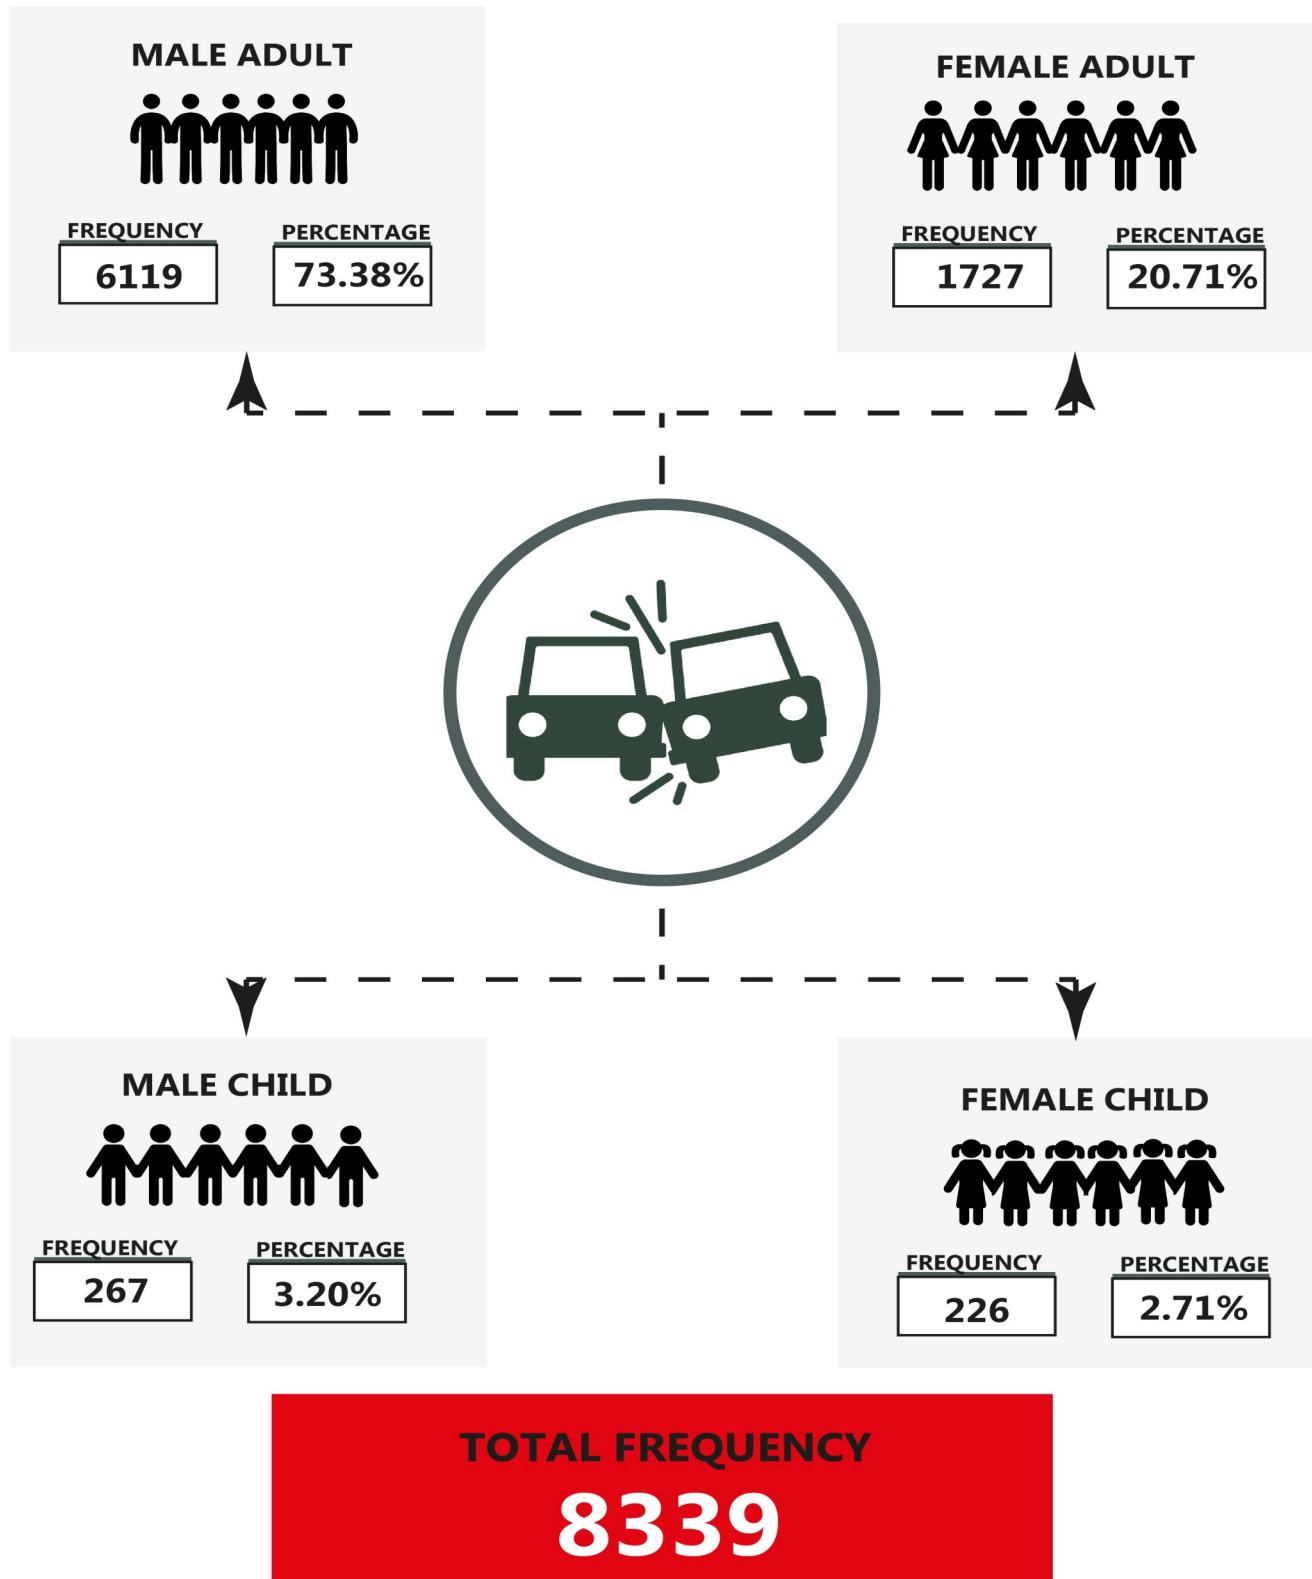 MALE ADULT
FREQUENCY PERCENTAGE
6119 73.38%
FEMALE ADULT
FREQUENCY PERCENTAGE
1727 20.71%
MALE CHILD
FREQUENCY PERCENTAGE
267 3.20%
FEMALE CHILD
FREQUENCY PERCENTAGE
226 2.71%
TOTAL FREQUENCY
8339